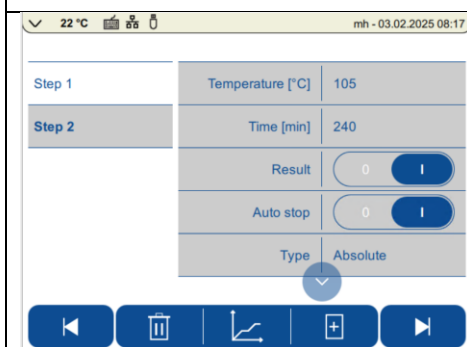 22 °C mh - 03.02.2025 08:17
Step 1
Step 2
Temperature [°C] 105
Time [min] 240
Result 0 I
Auto stop 0 I
Type Absolute